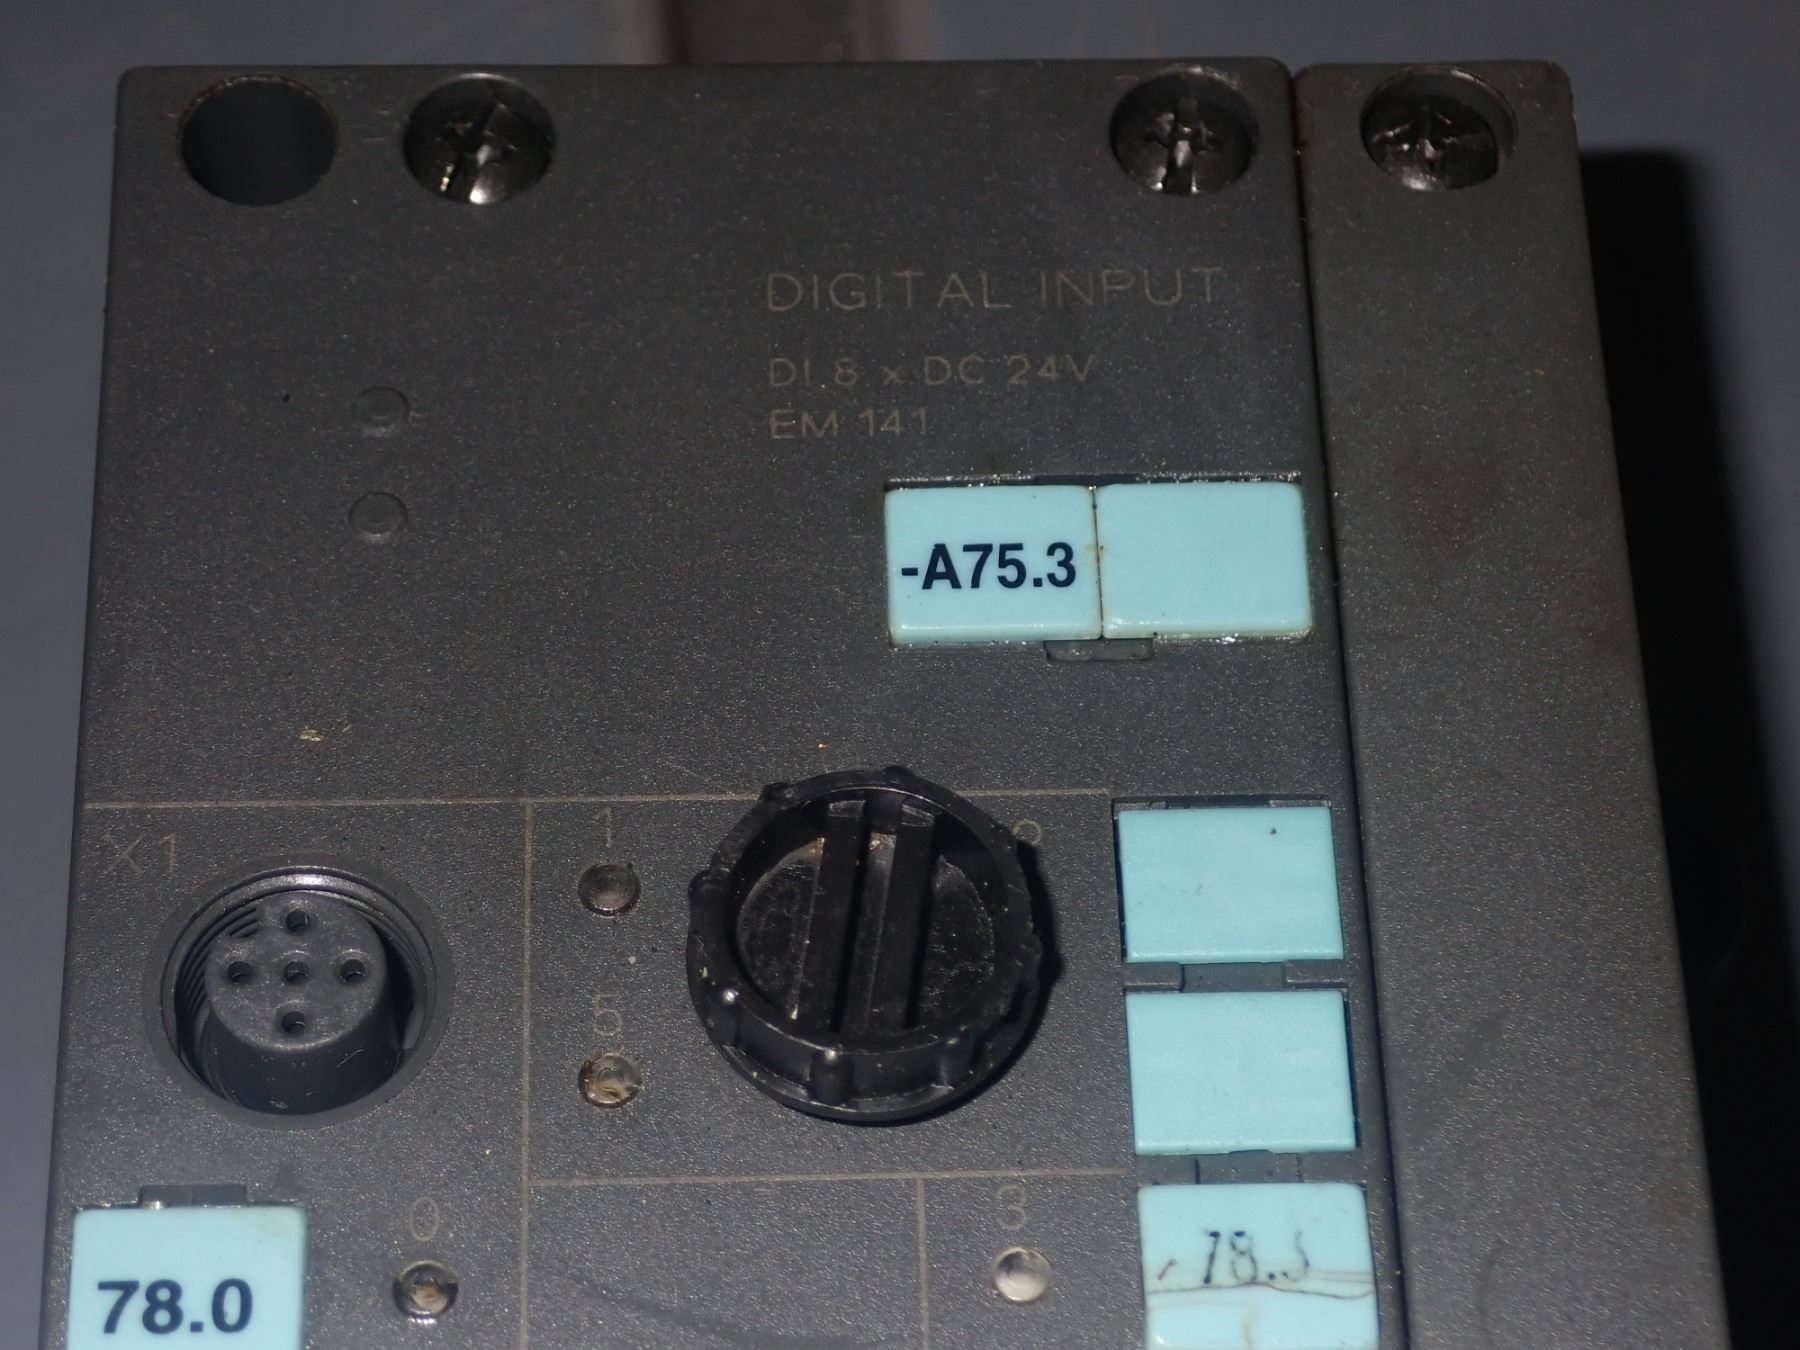 DIGITAL INPUT
DI 8 x DC 24V
EM 141
-A75.3
X1
1
5
0
3
78.0